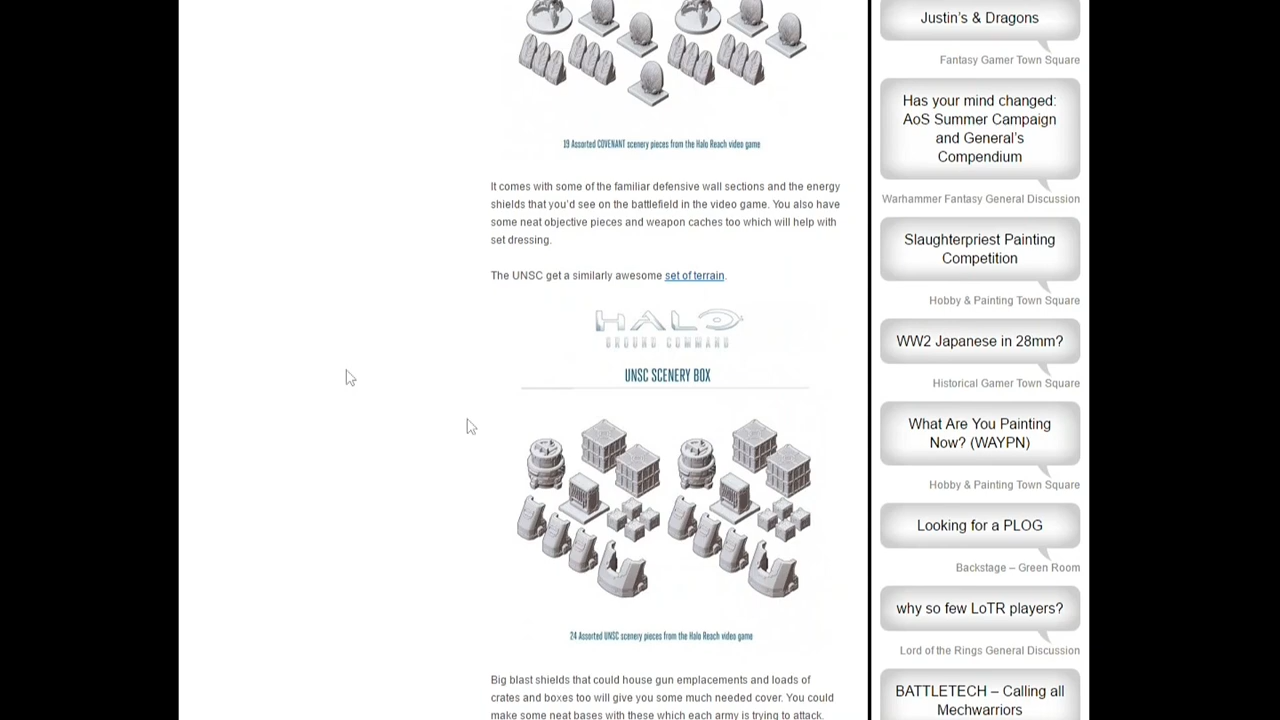 19 Assorted COVENANT scenery pieces from the Halo Reach video game
It comes with some of the familiar defensive wall sections and the energy
shields that you'd see on the battlefield in the video game. You also have
some neat objective pieces and weapon caches too which will help with
set dressing.
The UNSC get a similarly awesome set of terrain.
HALO
GROUND COMMAND
UNSC SCENERY BOX
24 Assorted UNSC scenery pieces from the Halo Reach video game
Big blast shields that could house gun emplacements and loads of
crates and boxes too will give you some much needed cover. You could
make some neat bases with these which each army is trying to attack.
Justin's & Dragons
Fantasy Gamer Town Square
Has your mind changed:
AoS Summer Campaign
and General's
Compendium
Warhammer Fantasy General Discussion
Slaughterpriest Painting
Competition
Hobby & Painting Town Square
WW2 Japanese in 28mm?
Historical Gamer Town Square
What Are You Painting
Now? (WAYPN)
Hobby & Painting Town Square
Looking for a PLOG
Backstage – Green Room
why so few LoTR players?
Lord of the Rings General Discussion
BATTLETECH – Calling all
Mechwarriors